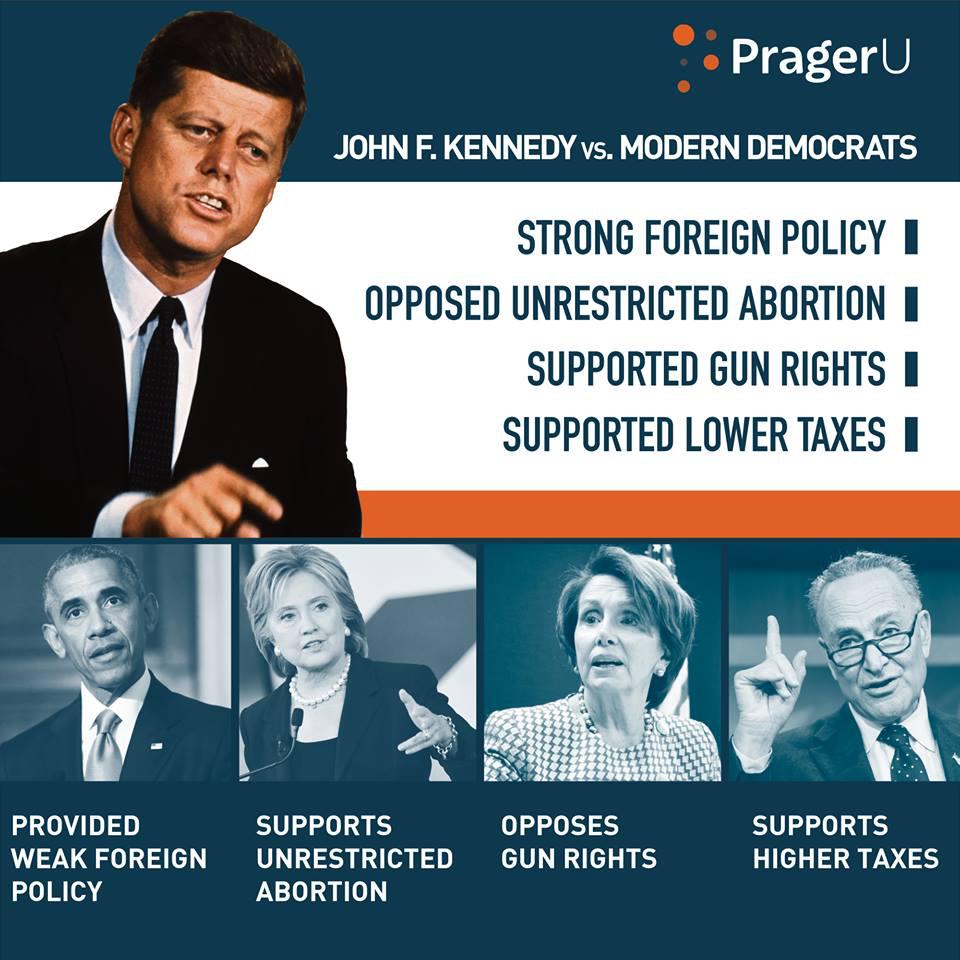 PragerU
JOHN F. KENNEDY vs. MODERN DEMOCRATS
STRONG FOREIGN POLICY
OPPOSED UNRESTRICTED ABORTION
SUPPORTED GUN RIGHTS
SUPPORTED LOWER TAXES
PROVIDED
WEAK FOREIGN
POLICY
SUPPORTS
UNRESTRICTED
ABORTION
OPPOSES
GUN RIGHTS
SUPPORTS
HIGHER TAXES